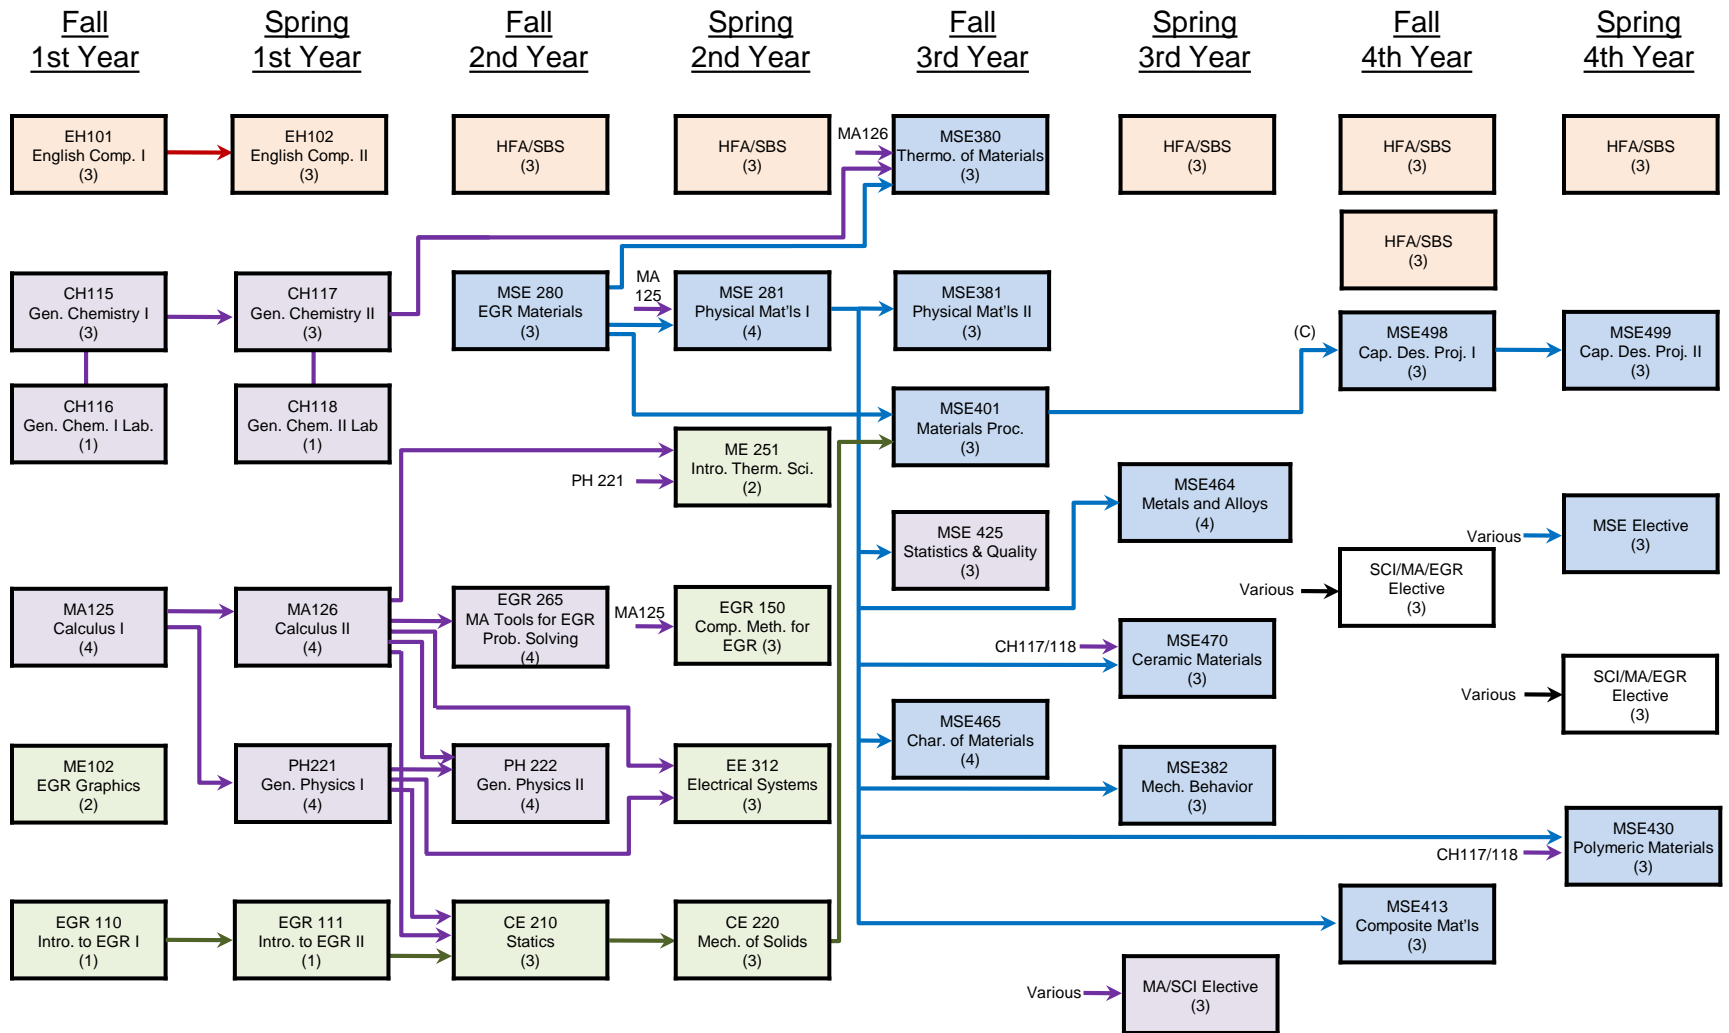 Fall
1st Year
Spring
1st Year
Fall
2nd Year
Spring
2nd Year
Fall
3rd Year
Spring
3rd Year
Fall
4th Year
Spring
4th Year
EH101
English Comp. I
(3)
EH102
English Comp. II
(3)
HFA/SBS
(3)
HFA/SBS
(3)
MA126
MSE380
Thermo. of Materials
(3)
HFA/SBS
(3)
HFA/SBS
(3)
HFA/SBS
(3)
HFA/SBS
(3)
CH115
Gen. Chemistry I
(3)
CH117
Gen. Chemistry II
(3)
MSE 280
EGR Materials
(3)
MA
125
MSE 281
Physical Mat'ls I
(4)
MSE381
Physical Mat'ls II
(3)
(C)
MSE498
Cap. Des. Proj. I
(3)
MSE499
Cap. Des. Proj. II
(3)
CH116
Gen. Chem. I Lab.
(1)
CH118
Gen. Chem. II Lab
(1)
MSE401
Materials Proc.
(3)
ME 251
Intro. Therm. Sci.
(2)
PH 221
MSE464
Metals and Alloys
(4)
MSE 425
Statistics & Quality
(3)
Various
MSE Elective
(3)
MA125
Calculus I
(4)
MA126
Calculus II
(4)
EGR 265
MA Tools for EGR
Prob. Solving
(4)
MA125
EGR 150
Comp. Meth. for
EGR (3)
Various
SCI/MA/EGR
Elective
(3)
CH117/118
MSE470
Ceramic Materials
(3)
Various
SCI/MA/EGR
Elective
(3)
ME102
EGR Graphics
(2)
PH221
Gen. Physics I
(4)
PH 222
Gen. Physics II
(4)
EE 312
Electrical Systems
(3)
MSE465
Char. of Materials
(4)
MSE382
Mech. Behavior
(3)
CH117/118
MSE430
Polymeric Materials
(3)
EGR 110
Intro. to EGR I
(1)
EGR 111
Intro. to EGR II
(1)
CE 210
Statics
(3)
CE 220
Mech. of Solids
(3)
MSE413
Composite Mat'ls
(3)
Various
MA/SCI Elective
(3)